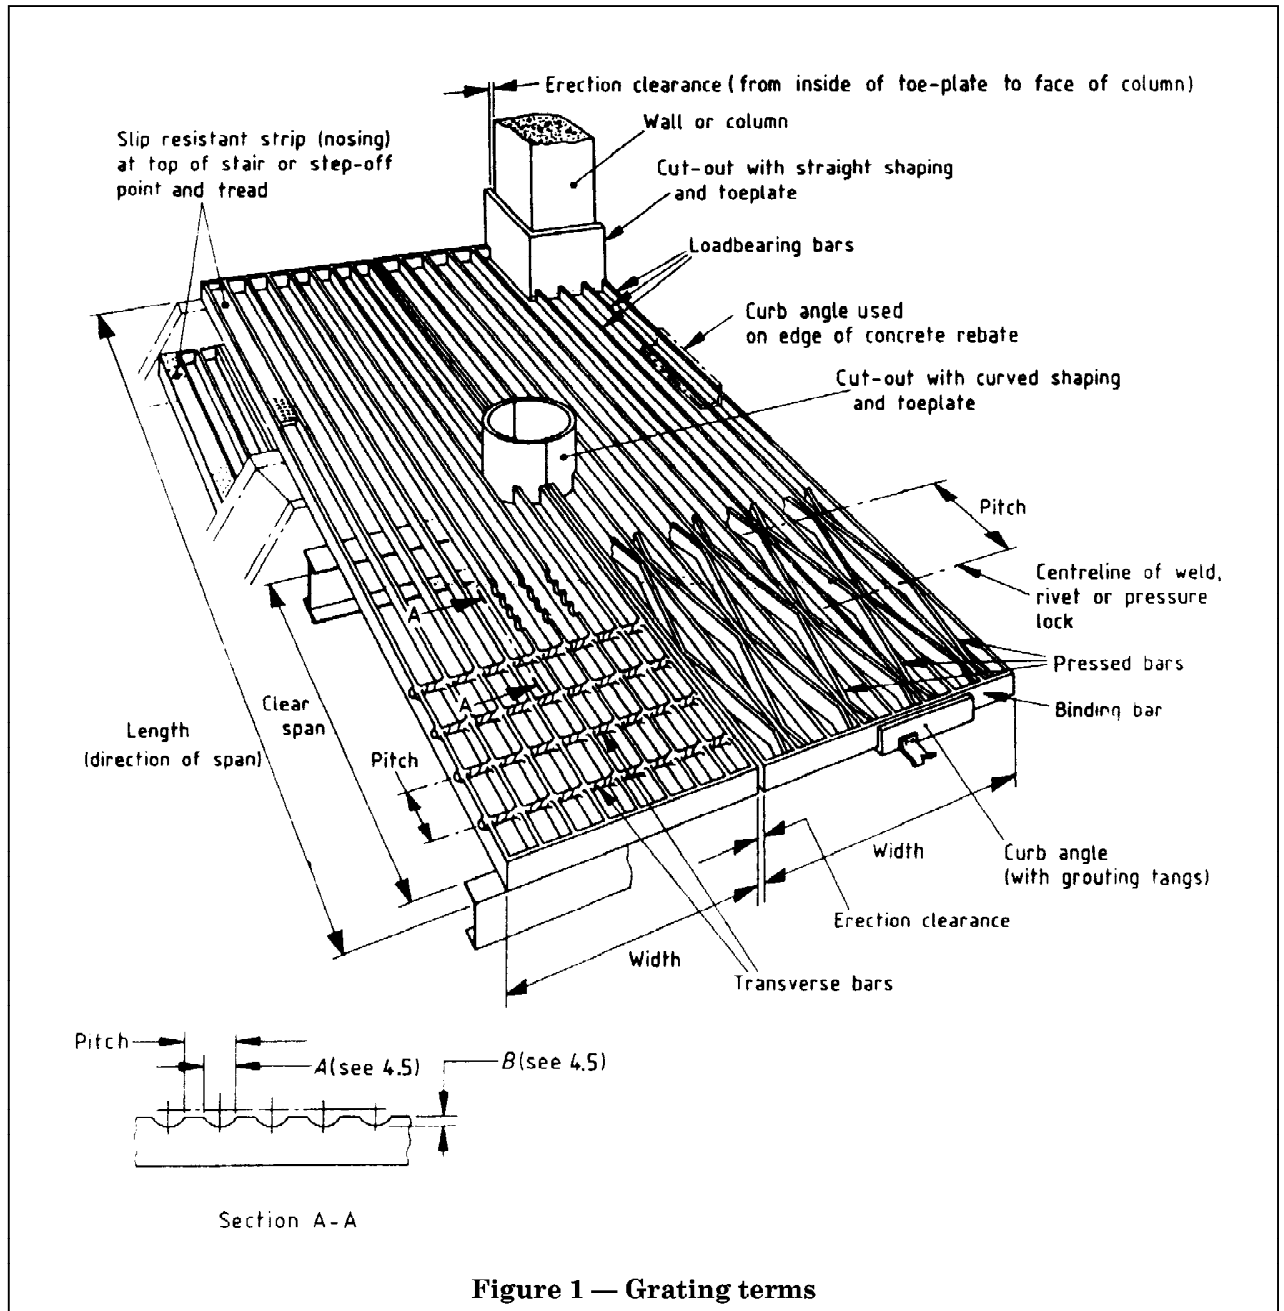 Erection clearance (from inside of toe-plate to face of column)
Wall or column
Slip resistant strip (nosing)
at top of stair or step-off
point and tread
Cut-out with straight shaping
and toeplate
Loadbearing bars
Curb angle used
on edge of concrete rebate
Cut-out with curved shaping
and toeplate
Pitch
Centreline of weld,
rivet or pressure
lock
A
Pressed bars
A
Binding bar
Clear
span
Length
(direction of span)
Pitch
Width
Curb angle
(with grouting tangs)
Erection clearance
Width
Transverse bars
Pitch
A (see 4.5)
B (see 4.5)
Section A-A
Figure 1 — Grating terms